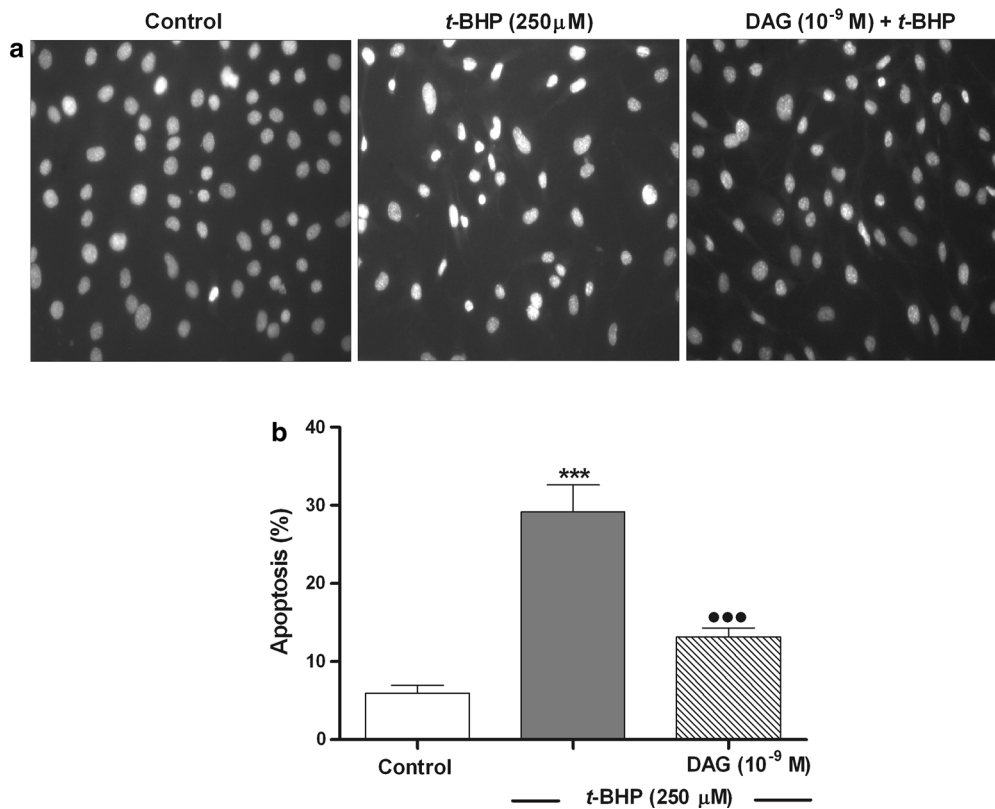 Control
t-BHP (250μM)
DAG (10⁻⁹ M) + t-BHP
a
b
Apoptosis (%)
40
30
20
10
0
***
●●●
Control
DAG (10⁻⁹ M)
t-BHP (250 μM)